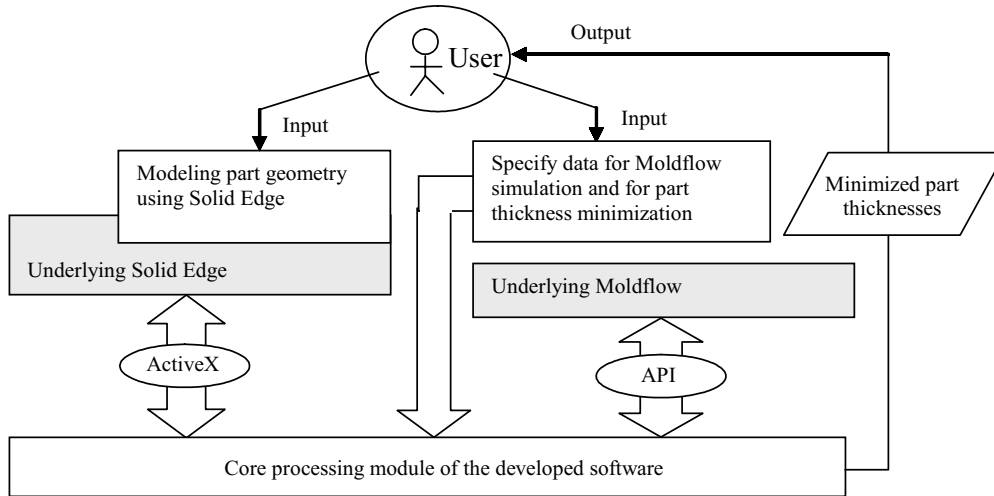 Output
User
Input
Input
Modeling part geometry
using Solid Edge
Specify data for Moldflow
simulation and for part
thickness minimization
Minimized part
thicknesses
Underlying Solid Edge
Underlying Moldflow
ActiveX
API
Core processing module of the developed software